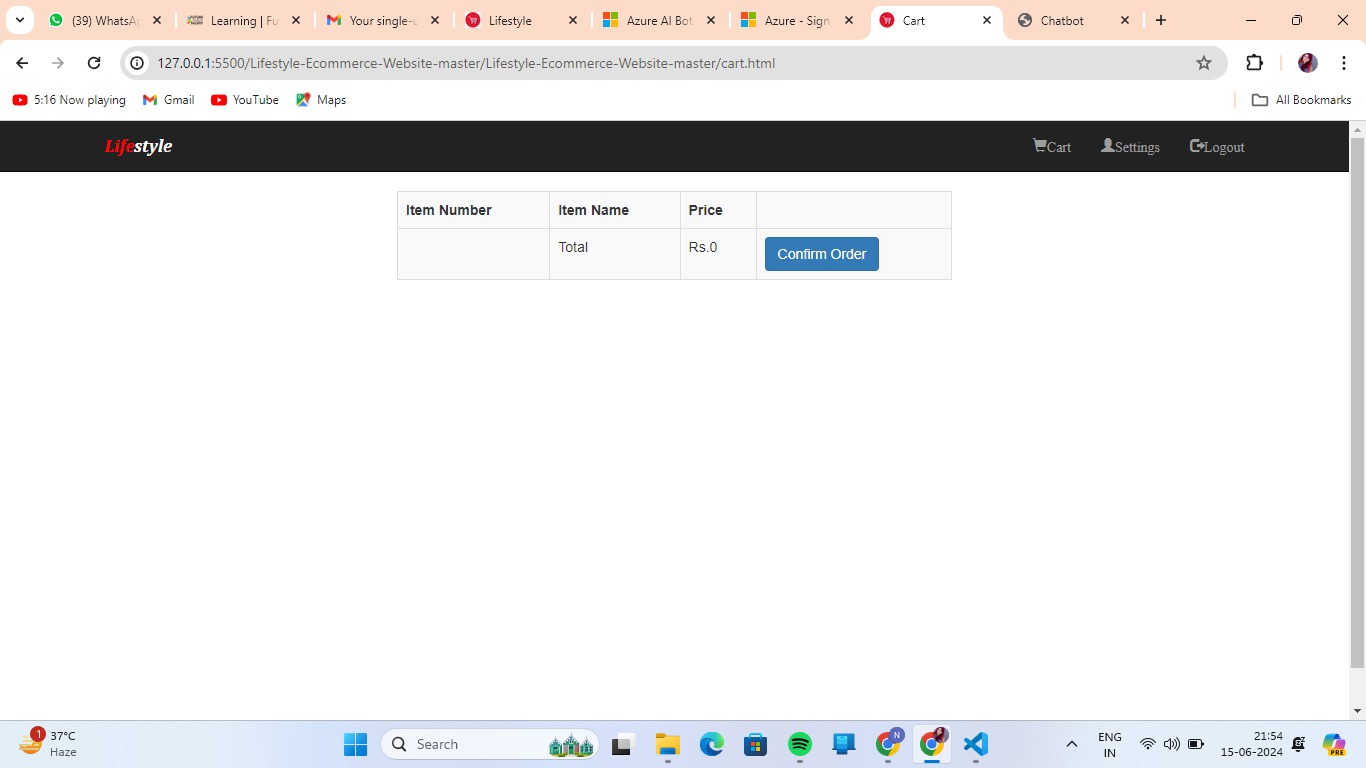 (39) WhatsA
Learning | Fu
Your single-u
Lifestyle
Azure AI Bot
Azure - Sign
Cart
Chatbot
127.0.0.1:5500/Lifestyle-Ecommerce-Website-master/Lifestyle-Ecommerce-Website-master/cart.html
5:16 Now playing Gmail YouTube Maps All Bookmarks
Lifestyle Cart Settings Logout
Item Number Item Name Price
Total Rs.0 Confirm Order
1 37°C
Haze
Search
N
ENG
IN
21:54
15-06-2024
PRE